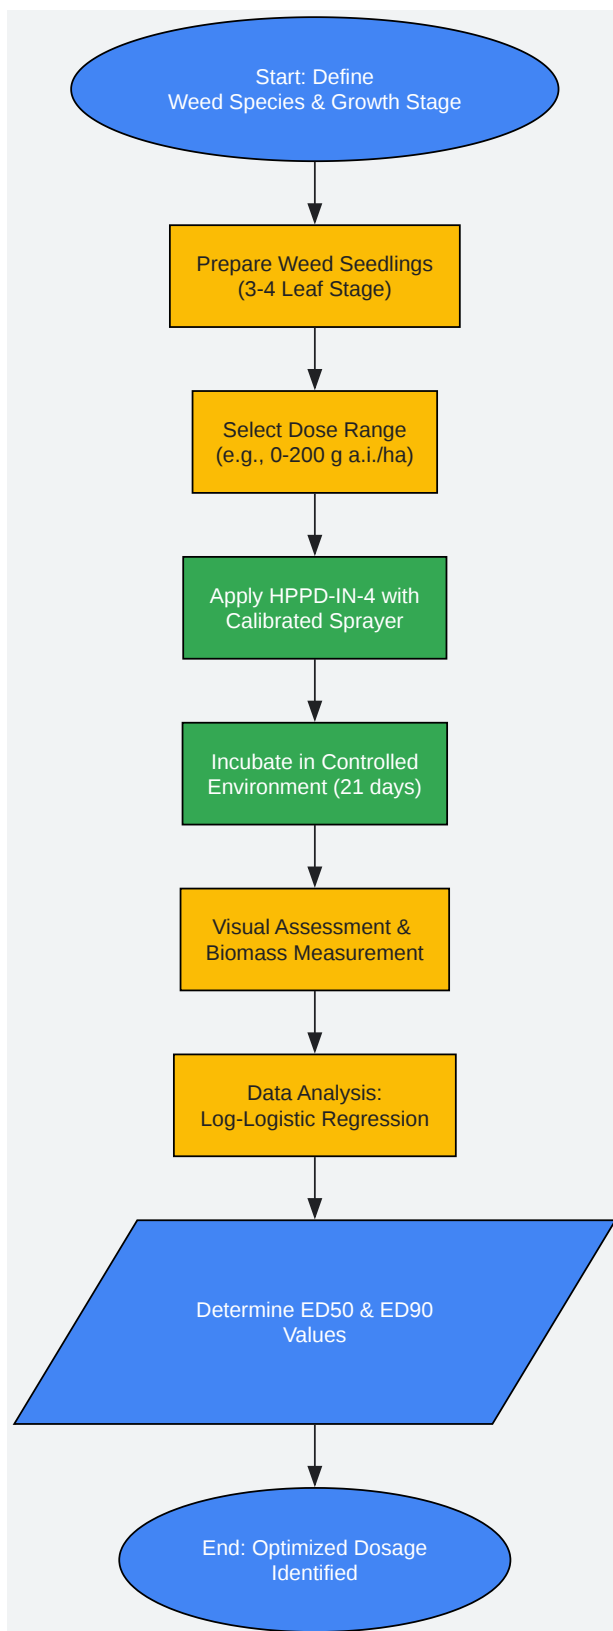 Start: Define
Weed Species & Growth Stage
Prepare Weed Seedlings
(3-4 Leaf Stage)
Select Dose Range
(e.g., 0-200 g a.i./ha)
Apply HPPD-IN-4 with
Calibrated Sprayer
Incubate in Controlled
Environment (21 days)
Visual Assessment &
Biomass Measurement
Data Analysis:
Log-Logistic Regression
Determine ED50 & ED90
Values
End: Optimized Dosage
Identified